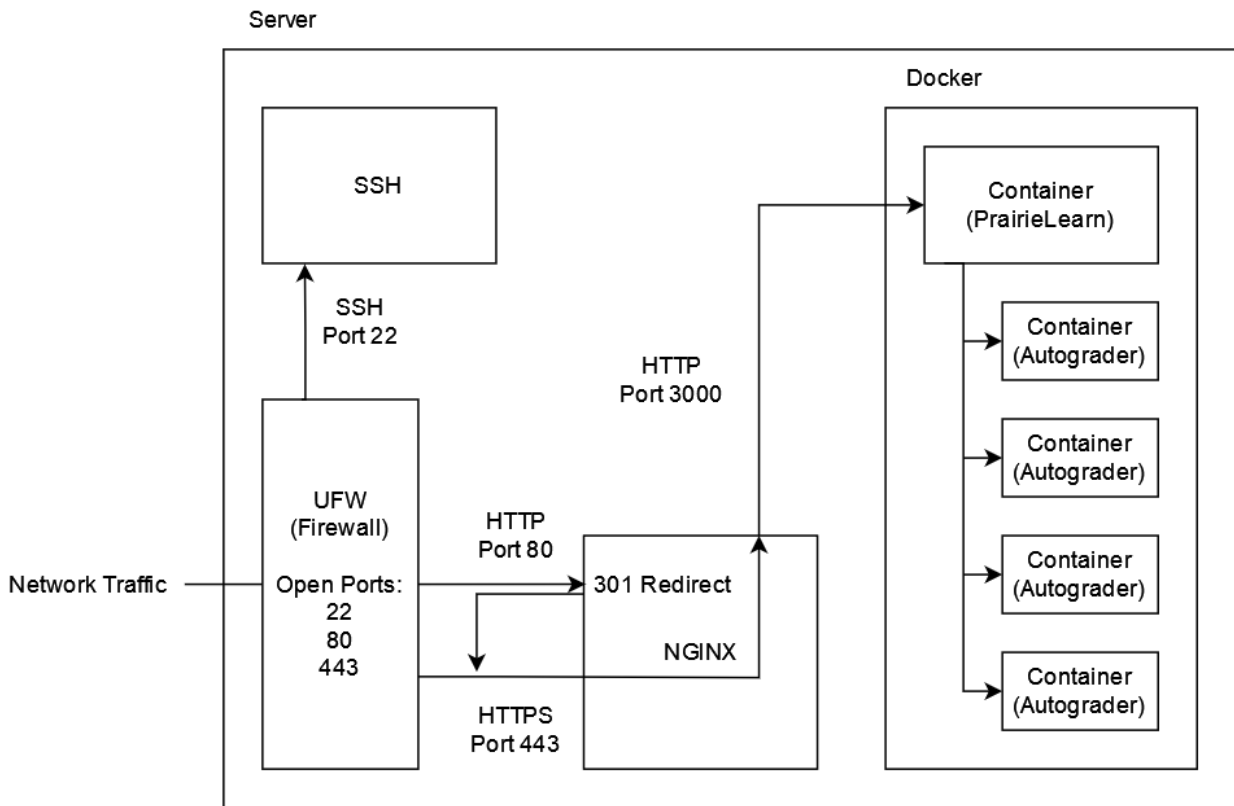 Server
Docker
SSH
Container
(PrairieLearn)
SSH
Port 22
Container
(Autograder)
HTTP
Port 3000
Container
(Autograder)
UFW
(Firewall)
HTTP
Port 80
Network Traffic
Open Ports:
22
80
443
301 Redirect
Container
(Autograder)
NGINX
HTTPS
Port 443
Container
(Autograder)